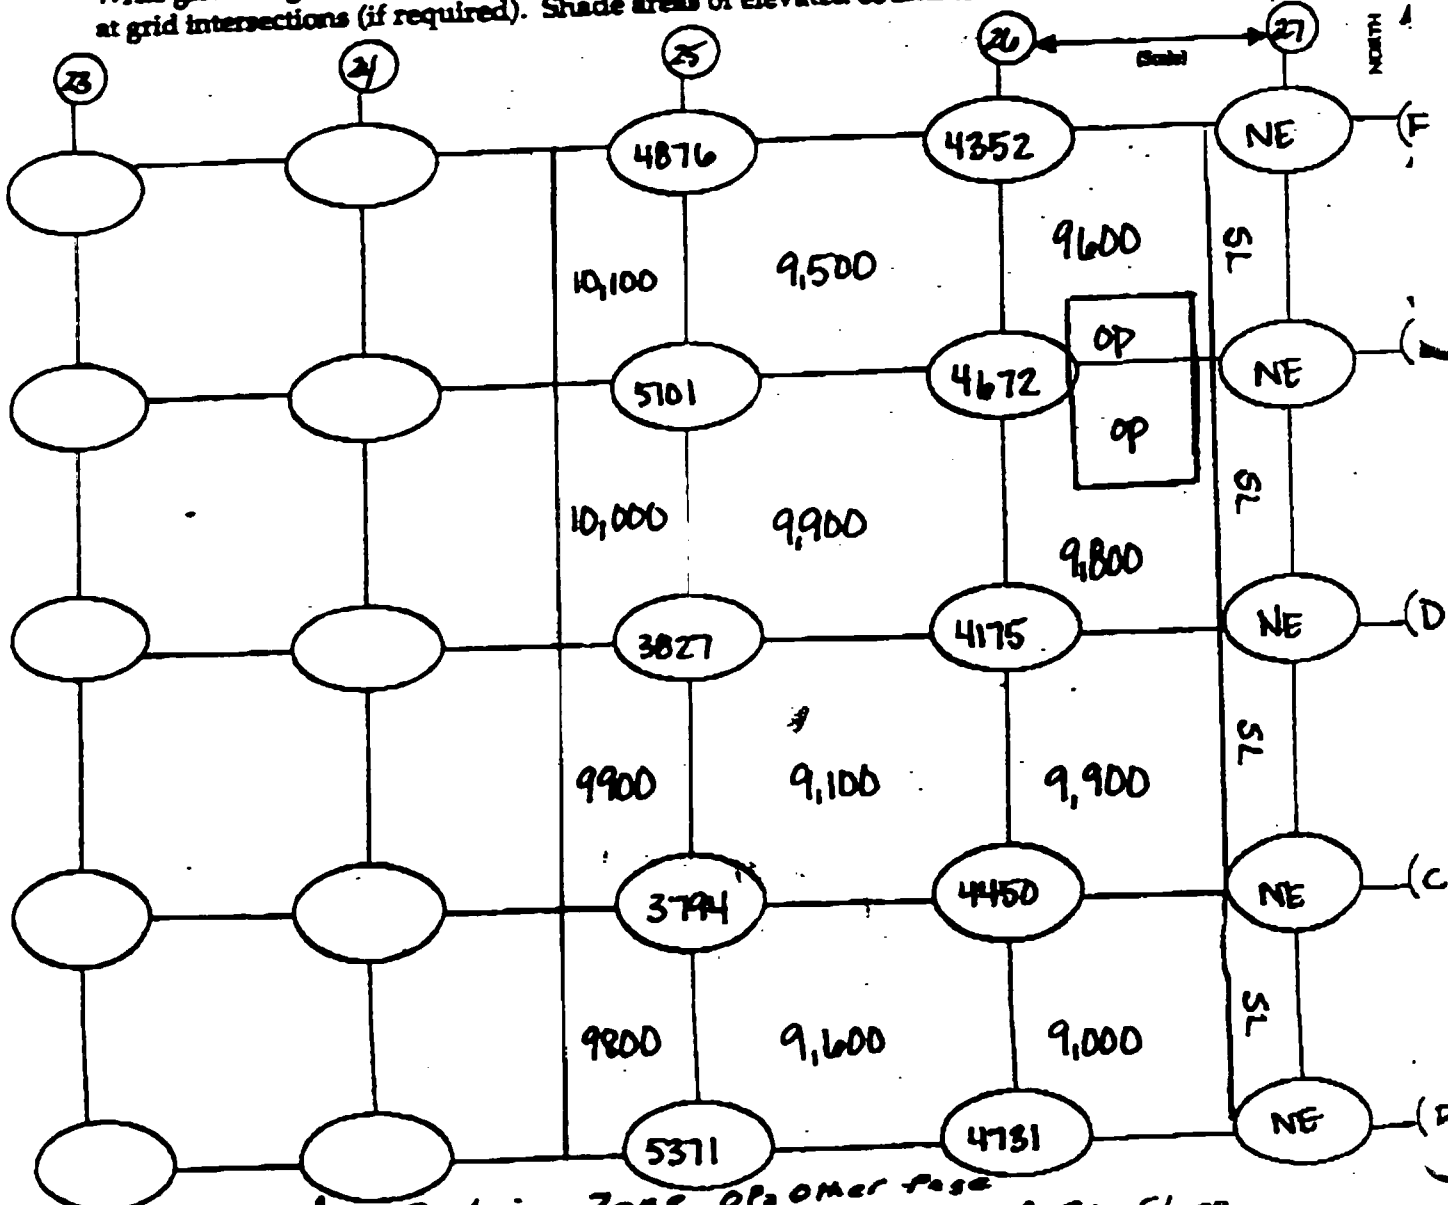 at grid intersections (if required). Shade areas of elevated
23 24 25 26 27
(Scale)
NORTH
4876 4352 NE F
10,100 9,500 9600 SL
OP
5701 4672 NE
OP
10,000 9,900 9,800 SL
3827 4175 NE D
9900 9,100 9,900 SL
3794 4450 NE C
9800 9,600 9,000 SL
5371 4731 NE
Zone other Page